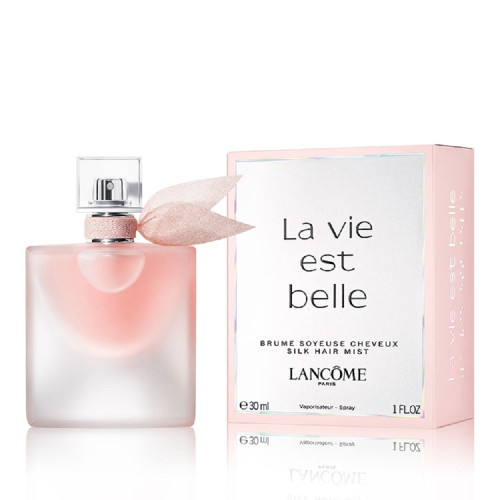 La vie
est
belle
BRUME SOYEUSE CHEVEUX
SILK HAIR MIST
LANCÔME
PARIS
℮ 30 ml
Vaporisateur - Spray
1 FL.OZ
La vie est belle